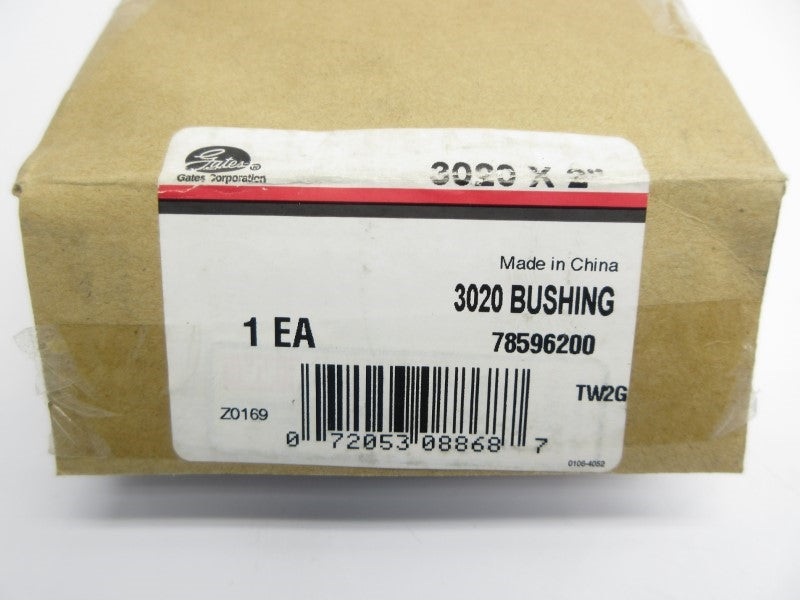 Gates®
Gates Corporation
3020 X 2"
Made in China
3020 BUSHING
1 EA
78596200
TW2G
Z0169
0 72053 08868 7
0106-4052